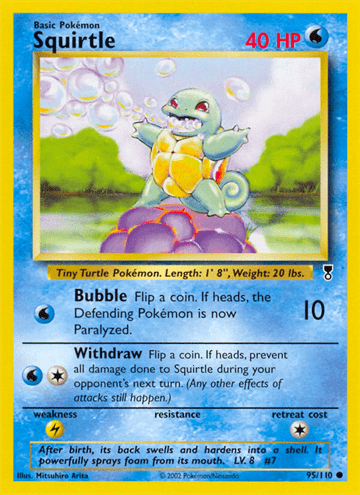 Basic Pokémon
Squirtle 40 HP
Tiny Turtle Pokémon. Length: 1' 8", Weight: 20 lbs.
Bubble Flip a coin. If heads, the
Defending Pokémon is now
Paralyzed.
10
Withdraw Flip a coin. If heads, prevent
all damage done to Squirtle during your
opponent's next turn. (Any other effects of
attacks still happen.)
weakness resistance retreat cost
After birth, its back swells and hardens into a shell. It
powerfully sprays foam from its mouth. LV. 8 #7
Illus. Mitsuhiro Arita ©2002 Pokémon/Nintendo 95/110